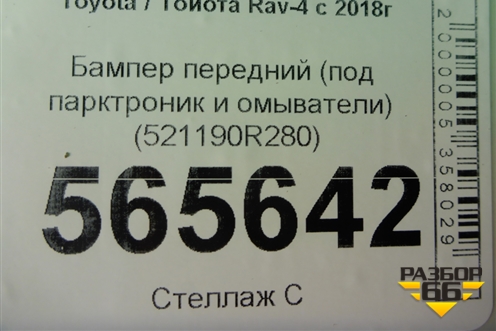 Toyota / Тойота Rav-4 с 2018г
Бампер передний (под
парктроник и омыватели)
(521190R280)
565642
Стеллаж С
2000005358029
РАЗБОР
66